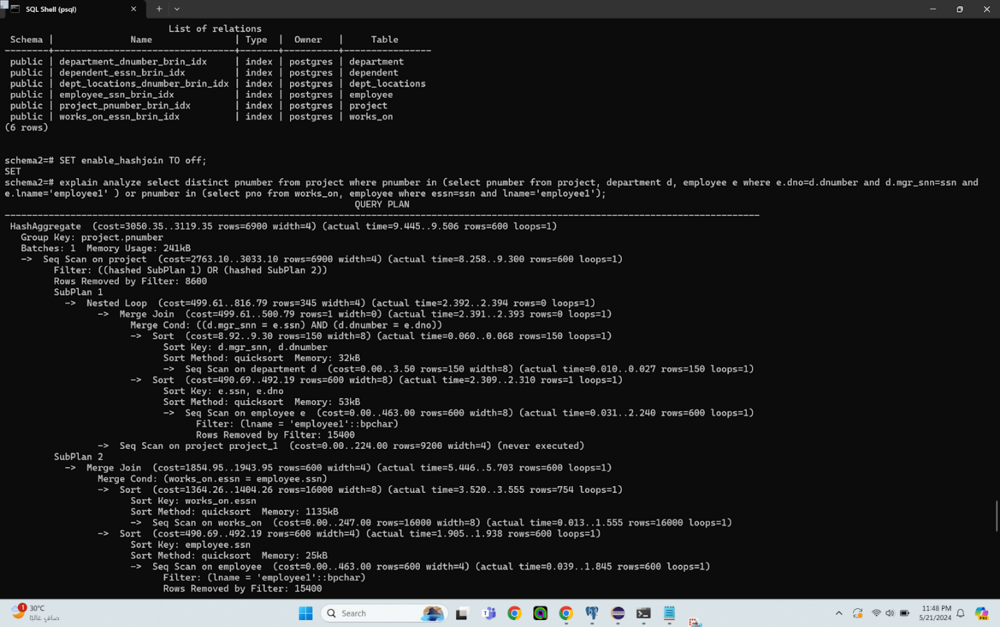 SQL Shell (psql)
List of relations
Schema | Name | Type | Owner | Table
--------+---------------------------------+-------+----------+---------------
public | department_dnumber_brin_idx | index | postgres | department
public | dependent_essn_brin_idx | index | postgres | dependent
public | dept_locations_dnumber_brin_idx | index | postgres | dept_locations
public | employee_ssn_brin_idx | index | postgres | employee
public | project_pnumber_brin_idx | index | postgres | project
public | works_on_essn_brin_idx | index | postgres | works_on
(6 rows)
schema2=# SET enable_hashjoin TO off;
SET
schema2=# explain analyze select distinct pnumber from project where pnumber in (select pnumber from project, department d, employee e where e.dno=d.dnumber and d.mgr_snn=ssn and
e.lname='employee1' ) or pnumber in (select pno from works_on, employee where essn=ssn and lname='employee1');
QUERY PLAN
HashAggregate (cost=3050.35..3119.35 rows=6900 width=4) (actual time=9.445..9.506 rows=600 loops=1)
Group Key: project.pnumber
Batches: 1 Memory Usage: 241kB
-> Seq Scan on project (cost=2763.10..3033.10 rows=6900 width=4) (actual time=8.258..9.300 rows=600 loops=1)
Filter: ((hashed SubPlan 1) OR (hashed SubPlan 2))
Rows Removed by Filter: 8600
SubPlan 1
-> Nested Loop (cost=499.61..816.79 rows=345 width=4) (actual time=2.392..2.394 rows=0 loops=1)
-> Merge Join (cost=499.61..500.79 rows=1 width=0) (actual time=2.391..2.393 rows=0 loops=1)
Merge Cond: ((d.mgr_snn = e.ssn) AND (d.dnumber = e.dno))
-> Sort (cost=8.92..9.30 rows=150 width=8) (actual time=0.060..0.068 rows=150 loops=1)
Sort Key: d.mgr_snn, d.dnumber
Sort Method: quicksort Memory: 32kB
-> Seq Scan on department d (cost=0.00..3.50 rows=150 width=8) (actual time=0.010..0.027 rows=150 loops=1)
-> Sort (cost=490.69..492.19 rows=600 width=8) (actual time=2.309..2.310 rows=1 loops=1)
Sort Key: e.ssn, e.dno
Sort Method: quicksort Memory: 53kB
-> Seq Scan on employee e (cost=0.00..463.00 rows=600 width=8) (actual time=0.031..2.240 rows=600 loops=1)
Filter: (lname = 'employee1'::bpchar)
Rows Removed by Filter: 15400
-> Seq Scan on project project_1 (cost=0.00..224.00 rows=9200 width=4) (never executed)
SubPlan 2
-> Merge Join (cost=1854.95..1943.95 rows=600 width=4) (actual time=5.446..5.703 rows=600 loops=1)
Merge Cond: (works_on.essn = employee.ssn)
-> Sort (cost=1364.26..1404.26 rows=16000 width=8) (actual time=3.520..3.555 rows=754 loops=1)
Sort Key: works_on.essn
Sort Method: quicksort Memory: 1135kB
-> Seq Scan on works_on (cost=0.00..247.00 rows=16000 width=8) (actual time=0.013..1.555 rows=16000 loops=1)
-> Sort (cost=490.69..492.19 rows=600 width=4) (actual time=1.905..1.938 rows=600 loops=1)
Sort Key: employee.ssn
Sort Method: quicksort Memory: 25kB
-> Seq Scan on employee (cost=0.00..463.00 rows=600 width=4) (actual time=0.039..1.845 rows=600 loops=1)
Filter: (lname = 'employee1'::bpchar)
Rows Removed by Filter: 15400
1
30°C
صافٍ غالبًا
Search
11:48 PM
5/21/2024